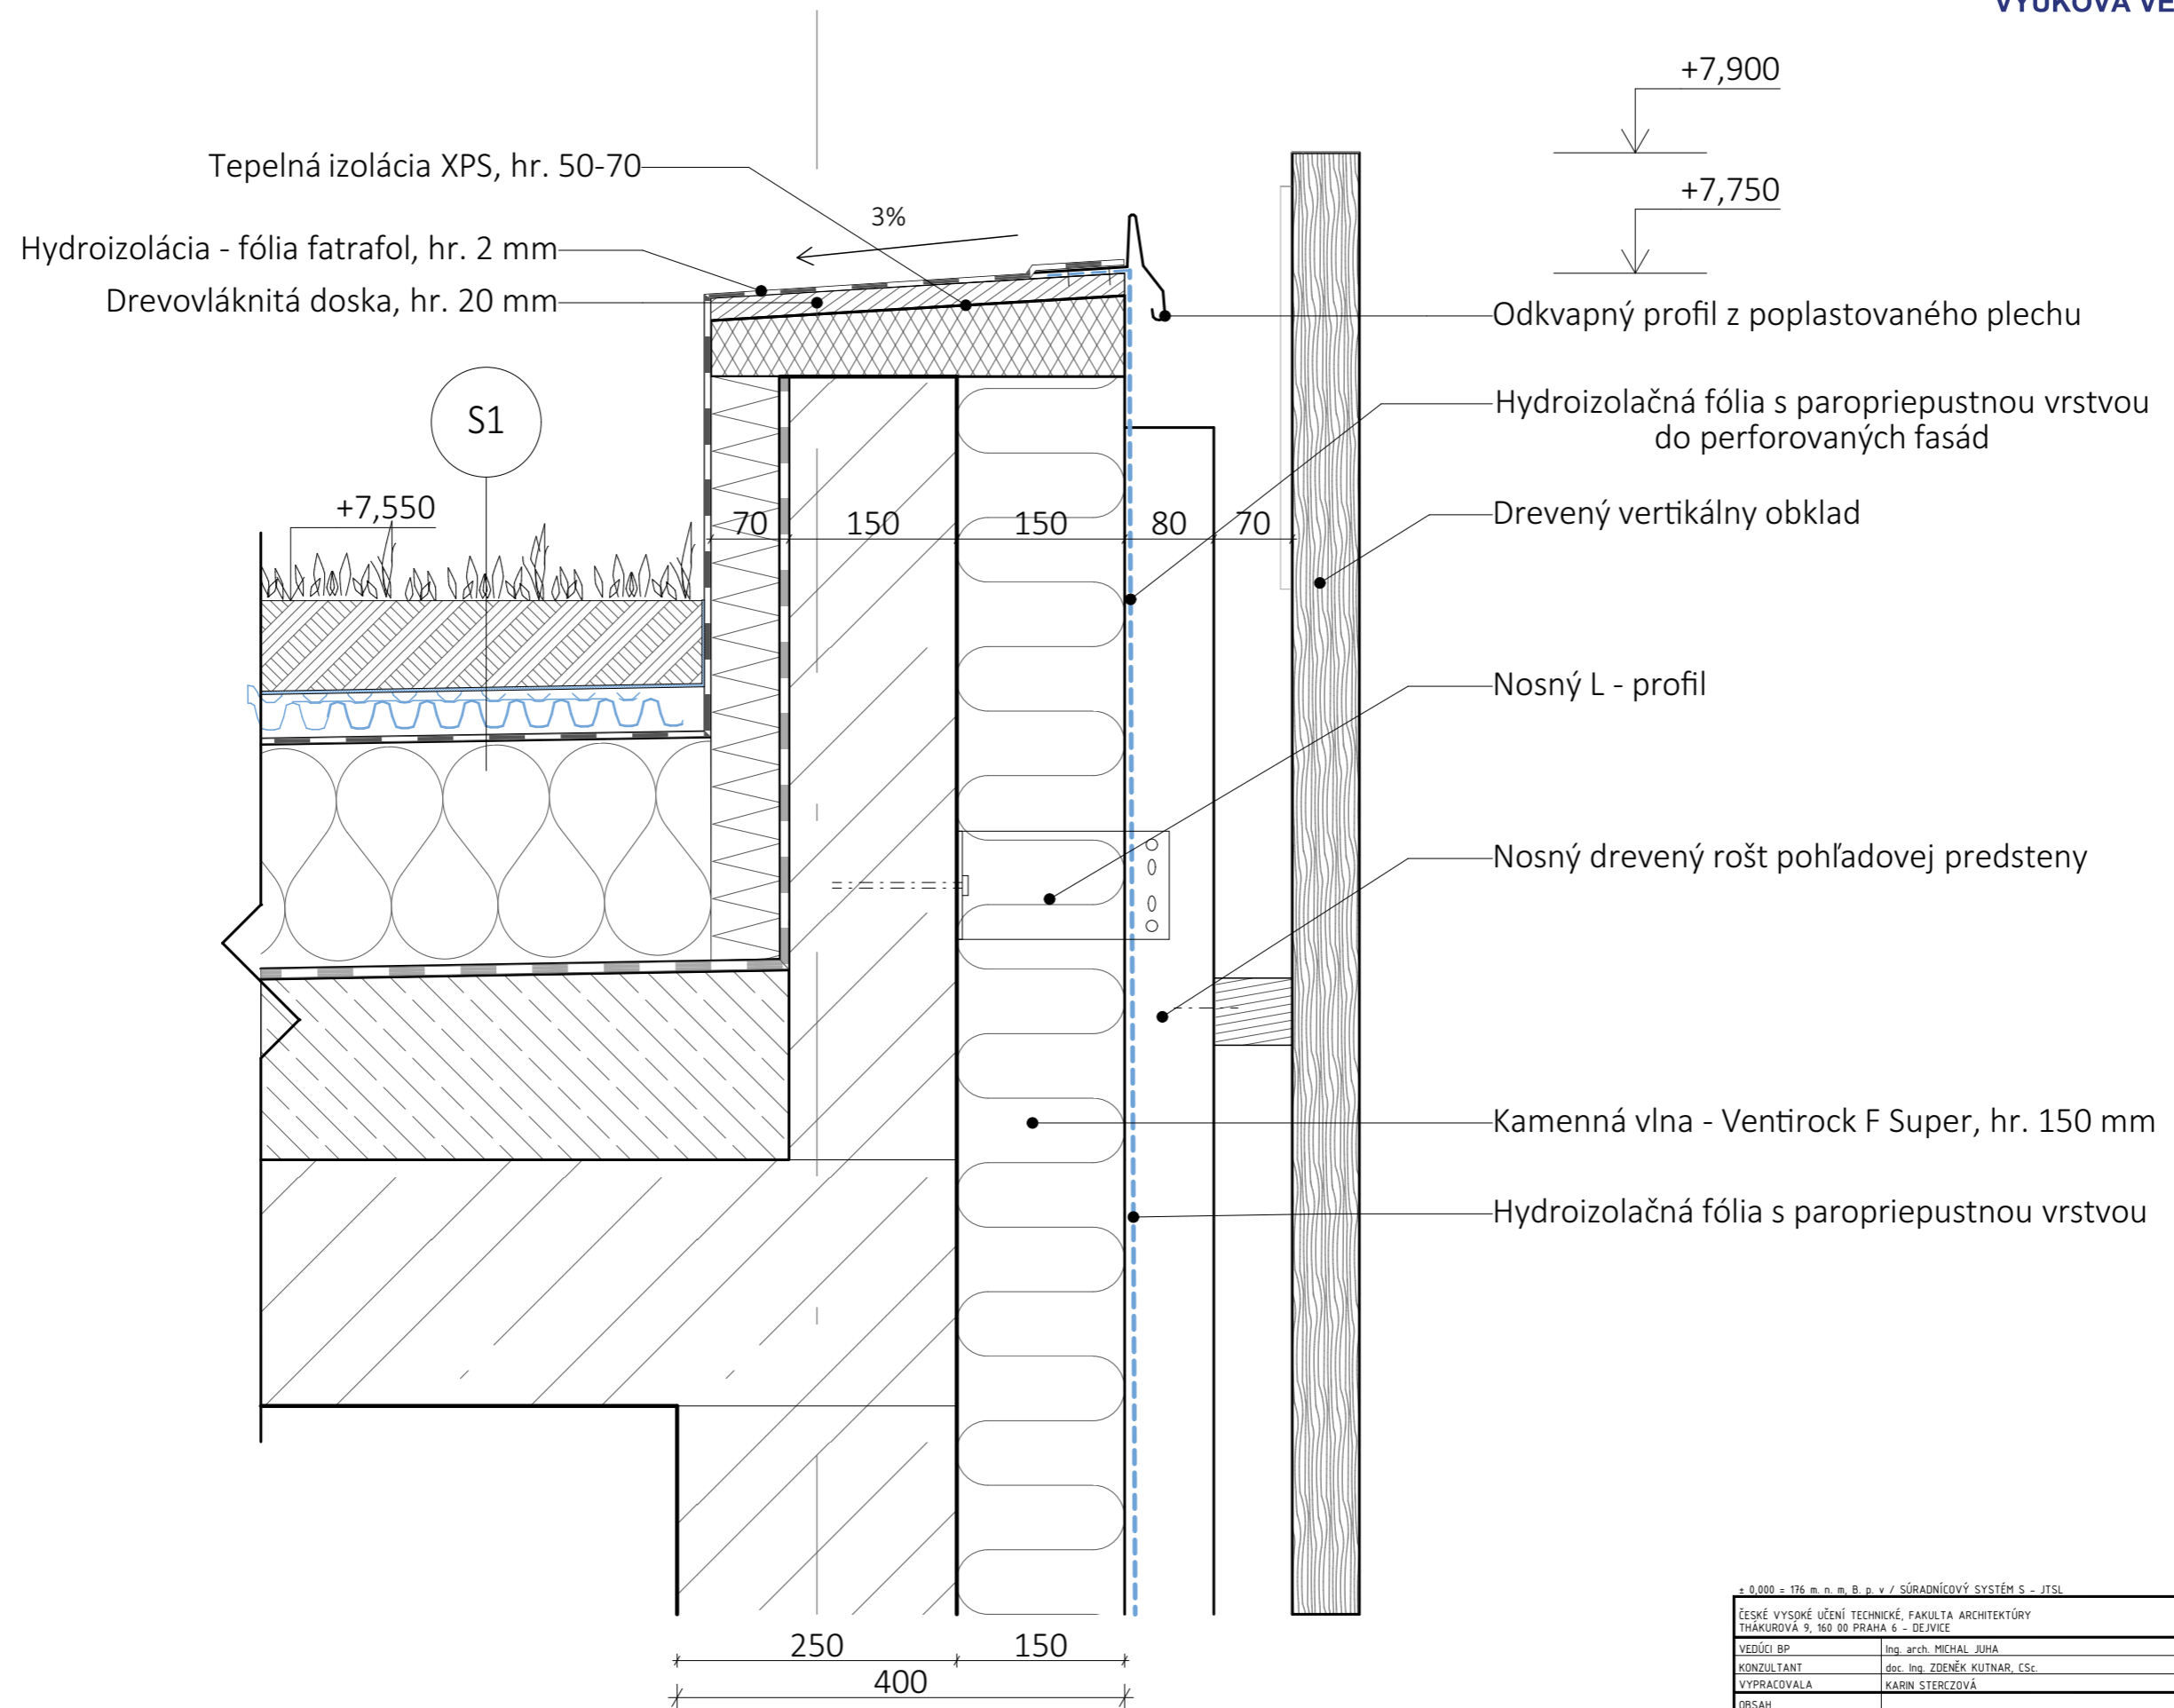 +7,900
Tepelná izolácia XPS, hr. 50-70
+7,750
3%
Hydroizolácia - fólia fatrafol, hr. 2 mm
Drevovláknitá doska, hr. 20 mm
Odkvapný profil z poplastovaného plechu
S1
Hydroizolačná fólia s paropriepustnou vrstvou
do perforovaných fasád
+7,550
70 150 150 80 70
Drevený vertikálny obklad
Nosný L - profil
Nosný drevený rošt pohľadovej predsteny
Kamenná vlna - Ventirock F Super, hr. 150 mm
Hydroizolačná fólia s paropriepustnou vrstvou
250 150
400
± 0,000 = 176 m. n. m, B. p. v / SÚRADNÍCOVÝ SYSTÉM S - JTSL
ČESKÉ VYSOKÉ UČENÍ TECHNICKÉ, FAKULTA ARCHITEKTÚRY
THÁKUROVÁ 9, 160 00 PRAHA 6 - DEJVICE
VEDÚCI BP Ing. arch. MICHAL JUHA
KONZULTANT doc. Ing. ZDENĚK KUTNAR, CSc.
VYPRACOVALA KARIN STERCZOVÁ
OBSAH